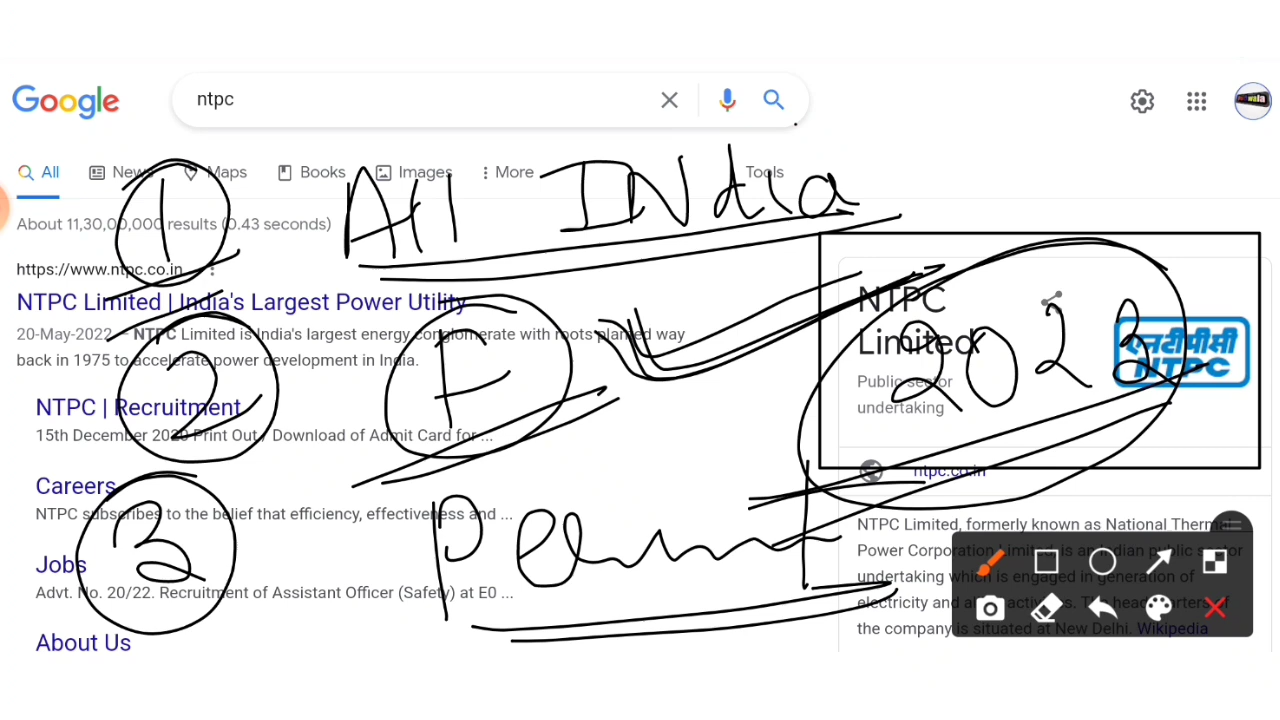 Google
ntpc
All News Maps Books Images More Tools
About 11,30,00,000 results (0.43 seconds)
1 All INdia
https://www.ntpc.co.in
NTPC Limited | India's Largest Power Utility
20-May-2022 — NTPC Limited is India's largest energy conglomerate with roots planted way
back in 1975 to accelerate power development in India.
2 F
NTPC | Recruitment
15th December 2020 Print Out / Download of Admit Card for ...
Careers
NTPC subscribes to the belief that efficiency, effectiveness and ...
3
Jobs
Advt. No. 20/22. Recruitment of Assistant Officer (Safety) at E0 ...
About Us
NTPC
Limited
2023
एनटीपीसी
NTPC
Public sector
undertaking
ntpc.co.in
NTPC Limited, formerly known as National Thermal
Power Corporation Limited, is an Indian public sector
undertaking which is engaged in generation of
electricity and allied activities. The headquarters of
the company is situated at New Delhi. Wikipedia